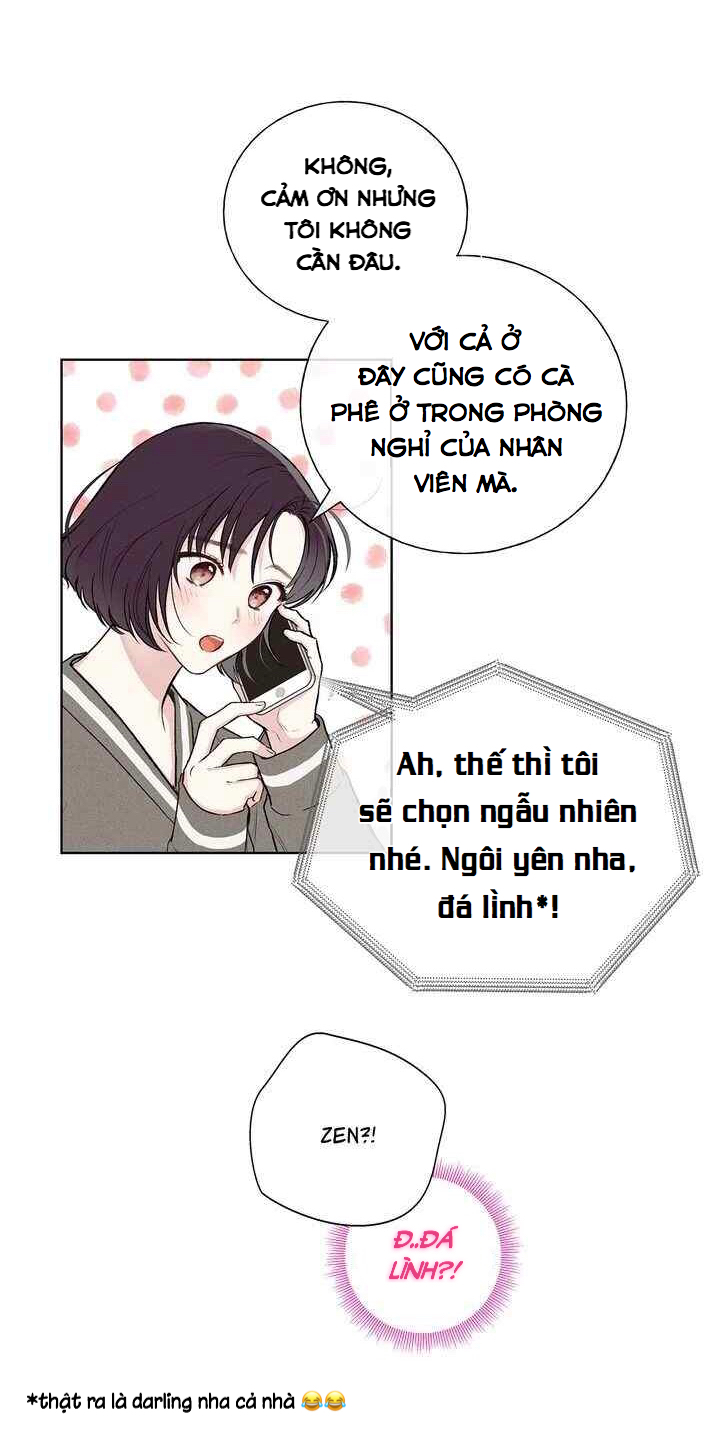 KHÔNG,
CẢM ƠN NHƯNG
TÔI KHÔNG
CẦN ĐÂU.
VỚI CẢ Ở
ĐÂY CŨNG CÓ CÀ
PHÊ Ở TRONG PHÒNG
NGHỈ CỦA NHÂN
VIÊN MÀ.
Ah, thế thì tôi
sẽ chọn ngẫu nhiên
nhé. Ngôi yên nha,
đá lình*!
ZEN?!
Đ..ĐÁ
LÌNH?!
*thật ra là darling nha cả nhà 😂😂